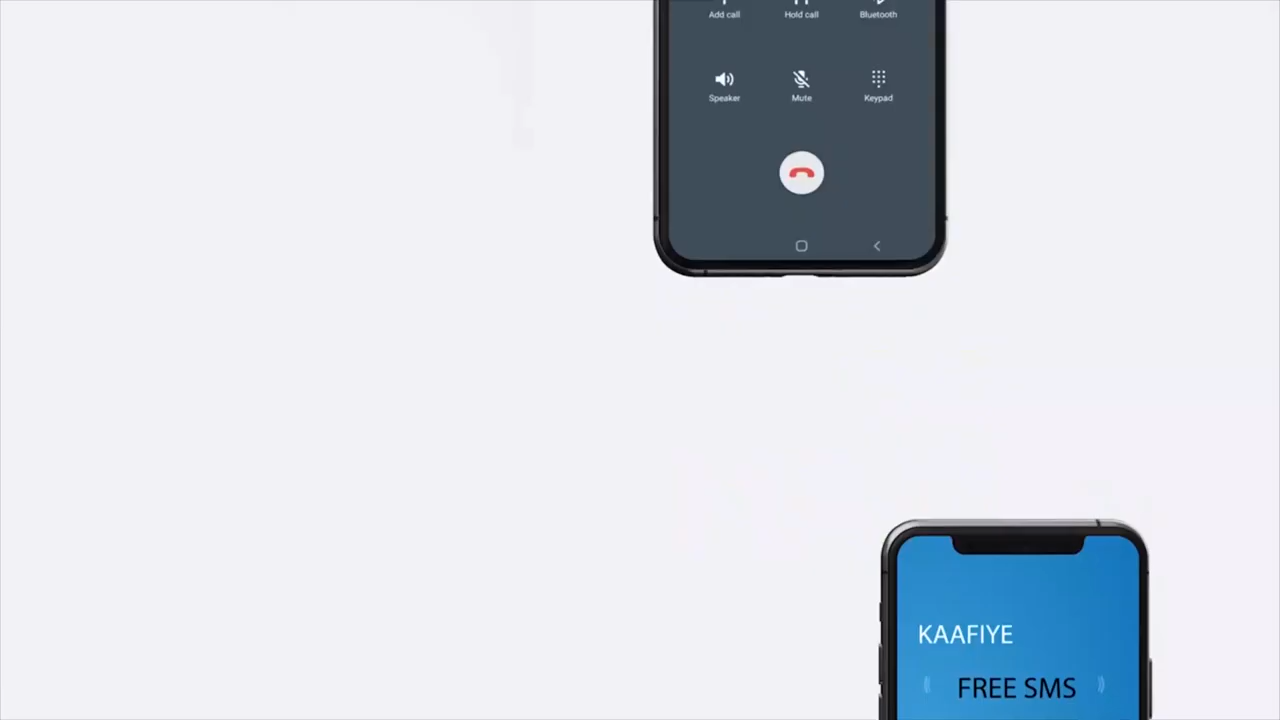 Add call Hold call Bluetooth
Speaker Mute Keypad
KAAFIYE
FREE SMS